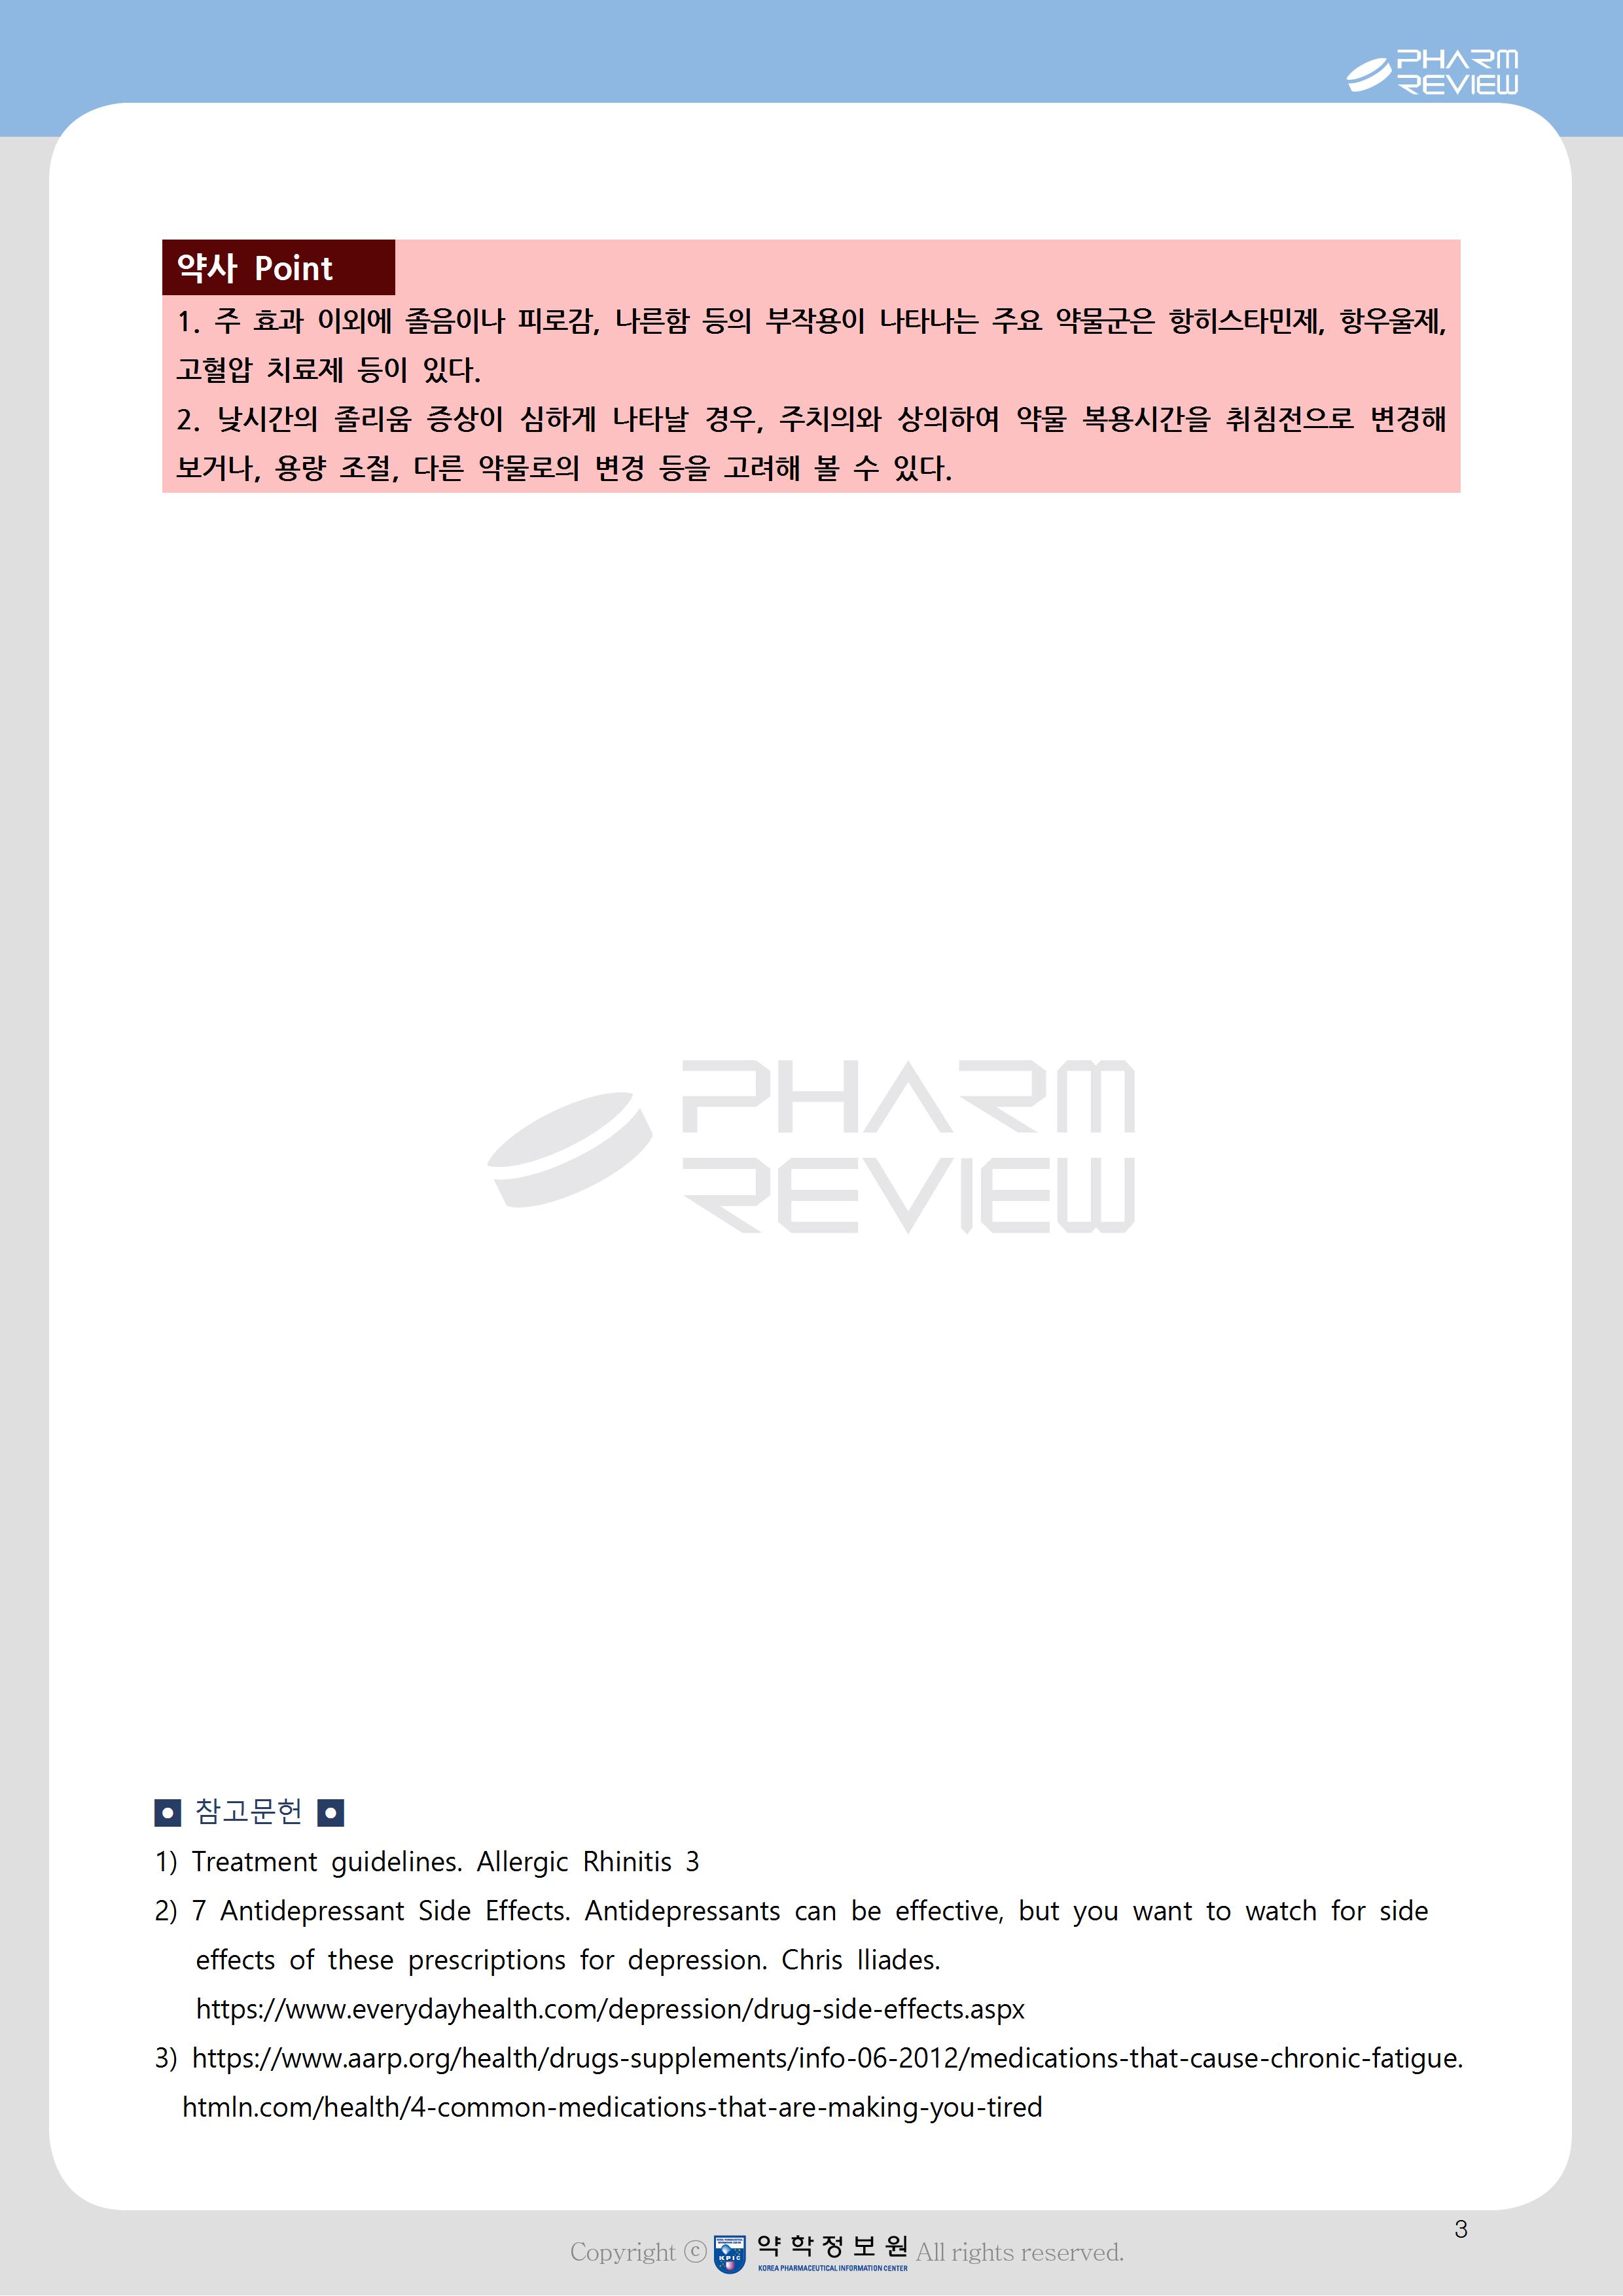 PHARM
REVIEW
약사 Point
1. 주 효과 이외에 졸음이나 피로감, 나른함 등의 부작용이 나타나는 주요 약물군은 항히스타민제, 항우울제,
고혈압 치료제 등이 있다.
2. 낮시간의 졸리움 증상이 심하게 나타날 경우, 주치의와 상의하여 약물 복용시간을 취침전으로 변경해
보거나, 용량 조절, 다른 약물로의 변경 등을 고려해 볼 수 있다.
PHARM
REVIEW
참고문헌
1) Treatment guidelines. Allergic Rhinitis 3
2) 7 Antidepressant Side Effects. Antidepressants can be effective, but you want to watch for side
effects of these prescriptions for depression. Chris Iliades.
https://www.everydayhealth.com/depression/drug-side-effects.aspx
3) https://www.aarp.org/health/drugs-supplements/info-06-2012/medications-that-cause-chronic-fatigue.
htmln.com/health/4-common-medications-that-are-making-you-tired
3
Copyright ⓒ KPIC 약학정보원 All rights reserved.
KOREA PHARMACEUTICAL INFORMATION CENTER